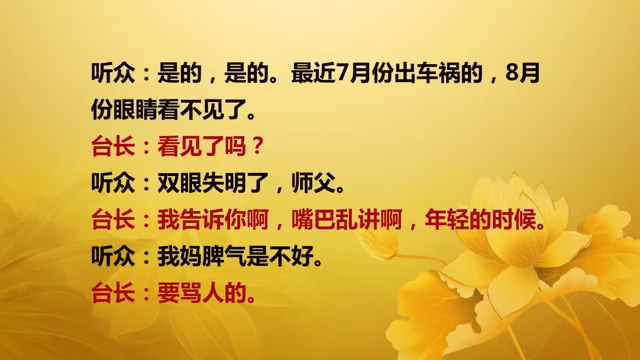 听众：是的，是的。最近7月份出车祸的，8月
份眼睛看不见了。
台长：看见了吗？
听众：双眼失明了，师父。
台长：我告诉你啊，嘴巴乱讲啊，年轻的时候。
听众：我妈脾气是不好。
台长：要骂人的。